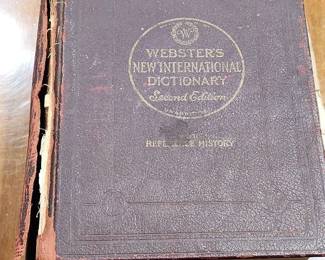 W
WEBSTER'S
NEW INTERNATIONAL
DICTIONARY
Second Edition
HISTORY